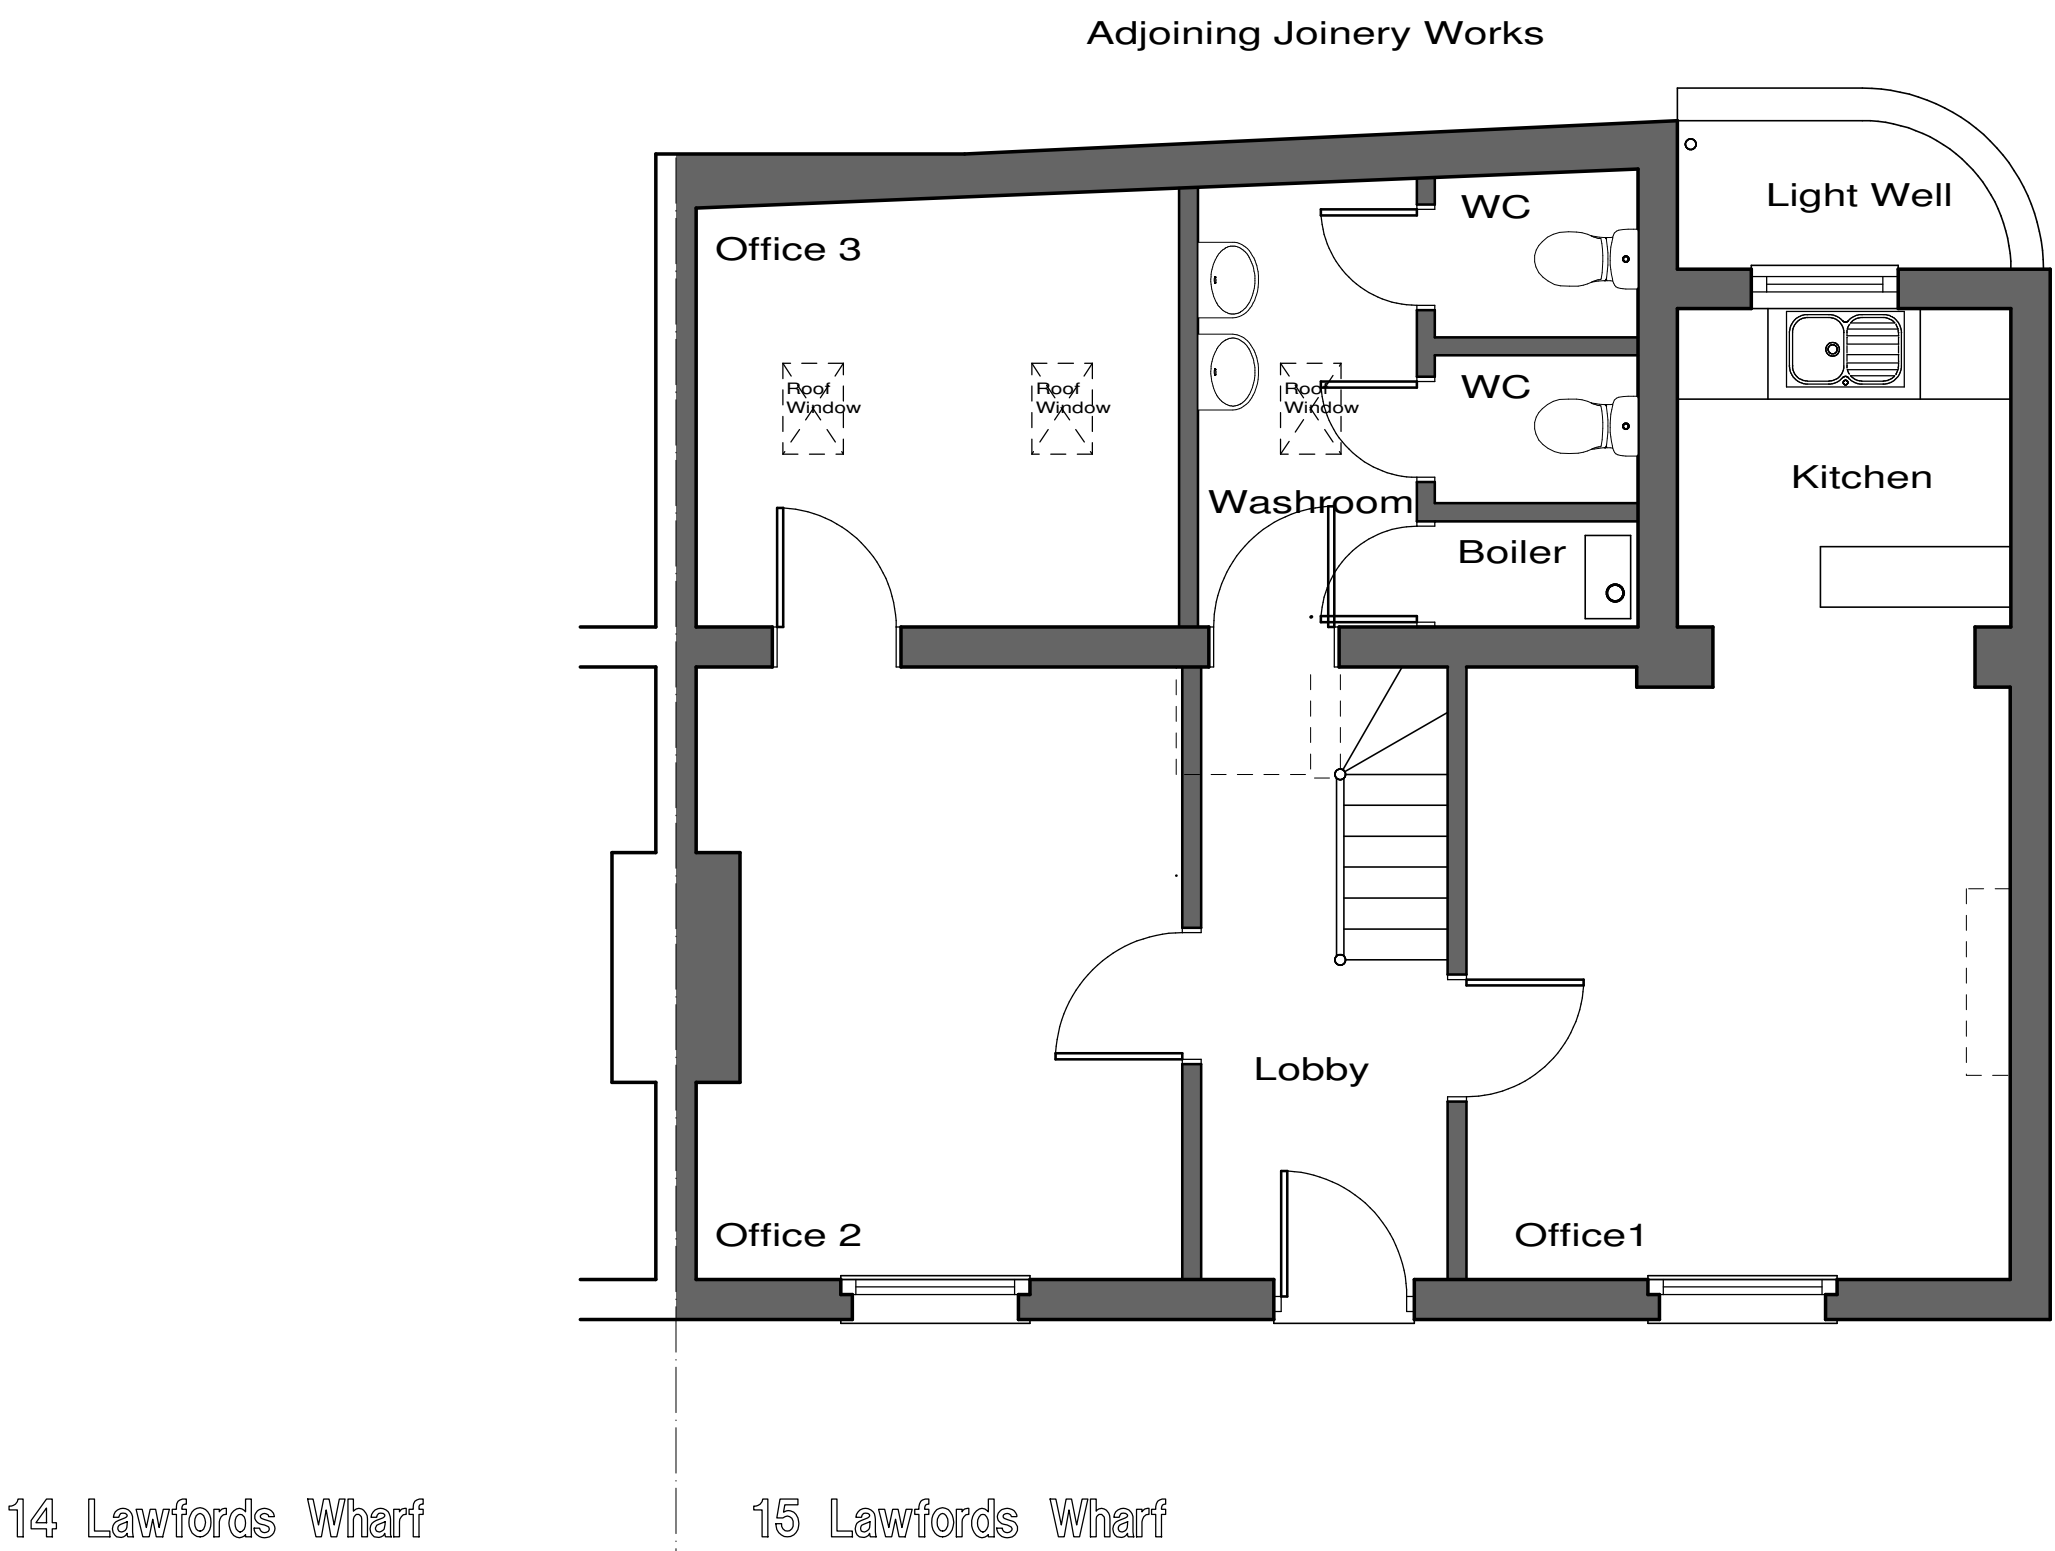 Adjoining Joinery Works
WC
Light Well
Office 3
Roof
Window
Roof
Window
Roof
Window
WC
Kitchen
Washroom
Boiler
Lobby
Office 2
Office1
14 Lawfords Wharf
15 Lawfords Wharf